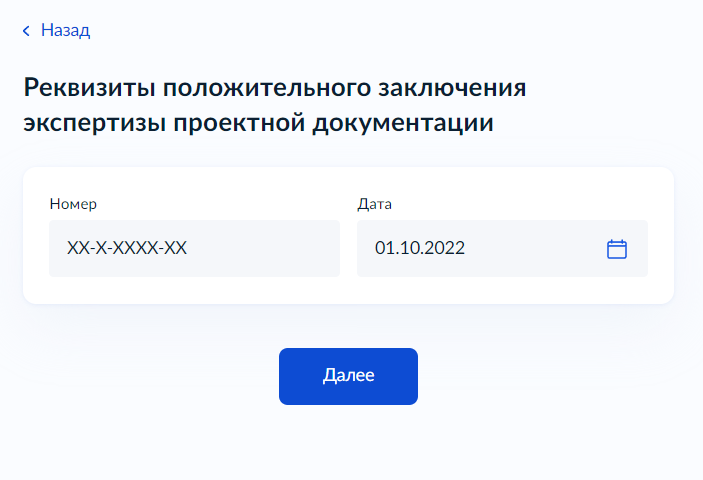 Назад
Реквизиты положительного заключения
экспертизы проектной документации
Номер
Дата
XX-X-XXXX-XX
01.10.2022
Далее